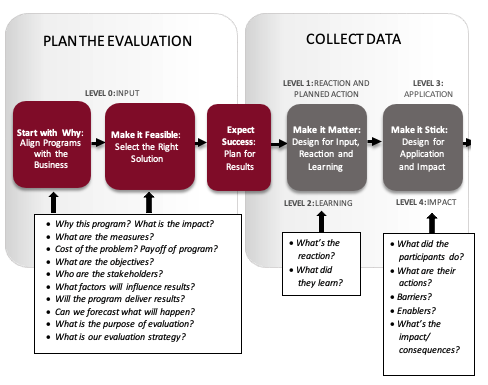 PLAN THE EVALUATION
COLLECT DATA
LEVEL 0: INPUT
LEVEL 1: REACTION AND
PLANNED ACTION
LEVEL 3:
APPLICATION
Start with Why:
Align Programs
with the
Business
Make it Feasible:
Select the Right
Solution
Expect
Success:
Plan for
Results
Make it Matter:
Design for Input,
Reaction and
Learning
Make it Stick:
Design for
Application
and Impact
LEVEL 2: LEARNING
LEVEL 4: IMPACT
• Why this program? What is the impact?
• What are the measures?
• Cost of the problem? Payoff of program?
• What are the objectives?
• Who are the stakeholders?
• What factors will influence results?
• Will the program deliver results?
• Can we forecast what will happen?
• What is the purpose of evaluation?
• What is our evaluation strategy?
• What's the
reaction?
• What did
they learn?
• What did the
participants do?
• What are their
actions?
• Barriers?
• Enablers?
• What's the
impact/
consequences?